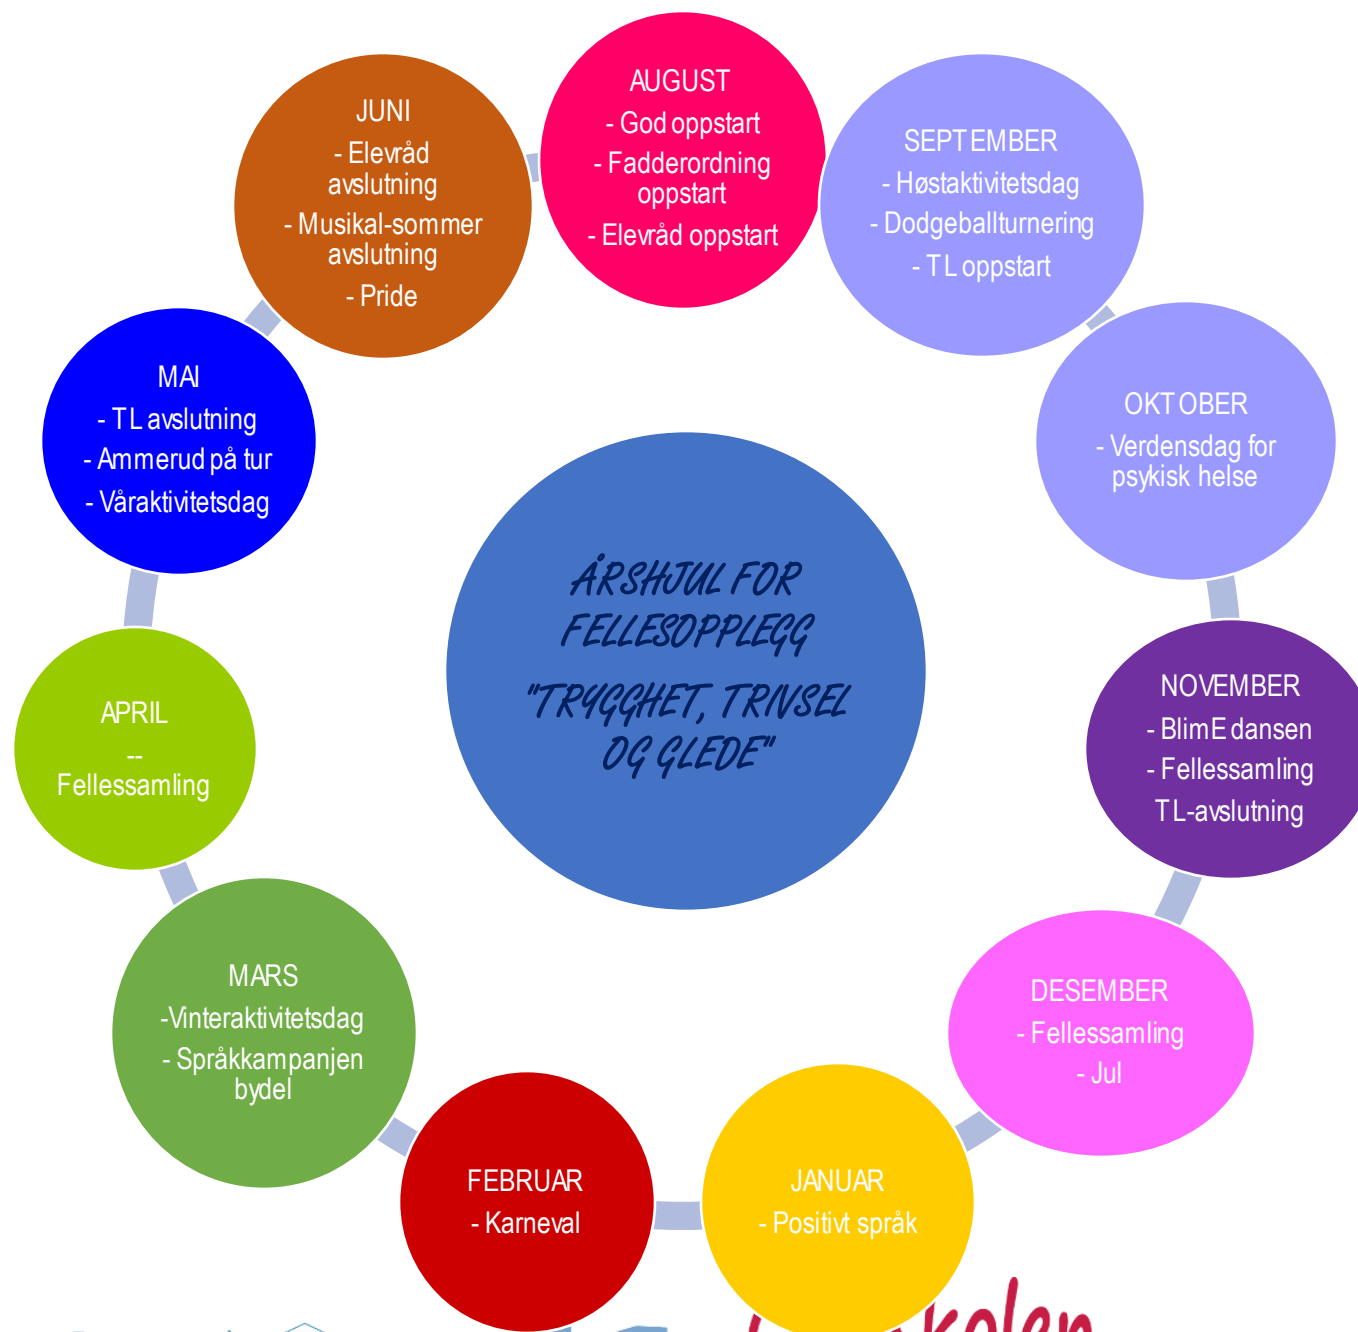 AUGUST
- God oppstart
- Fadderordning
oppstart
- Elevråd oppstart
SEPTEMBER
- Høstaktivitetsdag
- Dodgeballturnering
- TL oppstart
OKTOBER
- Verdensdag for
psykisk helse
NOVEMBER
- BlimE dansen
- Fellessamling
TL-avslutning
DESEMBER
- Fellessamling
- Jul
JANUAR
- Positivt språk
FEBRUAR
- Karneval
MARS
-Vinteraktivitetsdag
- Språkkampanjen
bydel
APRIL
--
Fellessamling
MAI
- TL avslutning
- Ammerud på tur
- Våraktivitetsdag
JUNI
- Elevråd
avslutning
- Musikal-sommer
avslutning
- Pride
ÅRSHJUL FOR
FELLESOPPLEGG
"TRYGGHET, TRIVSEL
OG GLEDE"